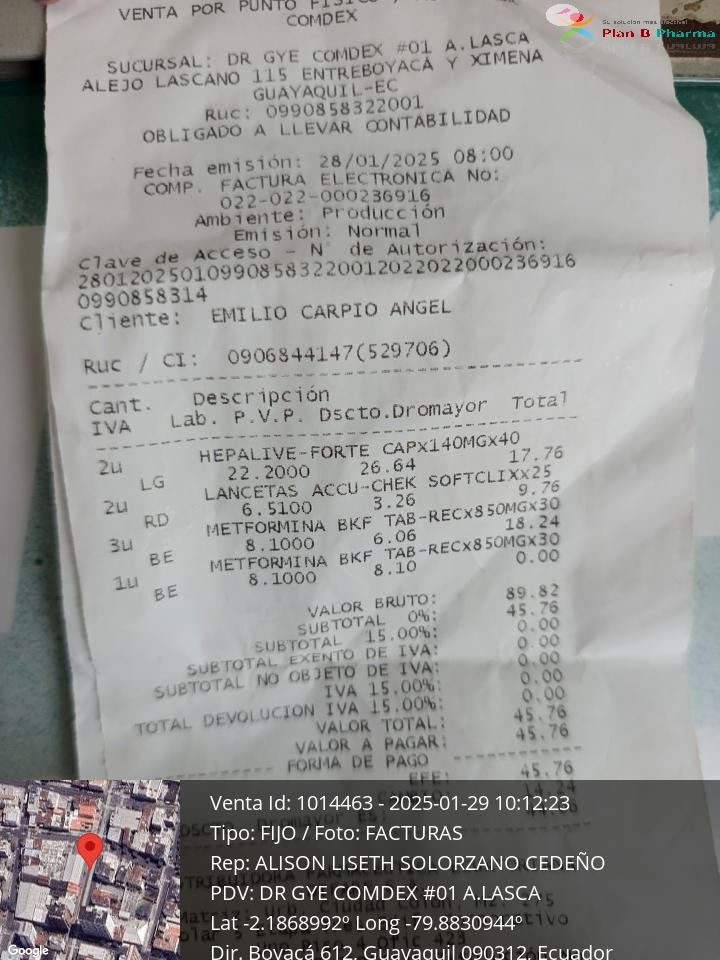 VENTA POR PUNTO
COMDEX
Su solución más
Plan B Pharma
SUCURSAL: DR GYE COMDEX #01 A.LASCA
ALEJO LASCANO 115 ENTREBOYACÁ Y XIMENA
GUAYAQUIL-EC
Ruc: 0990858322001
OBLIGADO A LLEVAR CONTABILIDAD
Fecha emisión: 28/01/2025 08:00
COMP. FACTURA ELECTRONICA No:
022-022-000236916
Ambiente: Producción
Emisión: Normal
Clave de Acceso - N° de Autorización:
280120250109908583220012022022000236916
0990858314
Cliente: EMILIO CARPIO ANGEL
Ruc / CI: 0906844147(529706)
Cant. Descripción
IVA Lab. P.V.P. Dscto.Dromayor Total
2u HEPALIVE-FORTE CAPX140MGX40
LG 22.2000 26.64 17.76
2u LANCETAS ACCU-CHEK SOFTCLIXx25
RD 6.5100 3.26 9.76
3u METFORMINA BKF TAB-RECx850MGx30
BE 8.1000 6.06 18.24
1u METFORMINA BKF TAB-RECx850MGx30
BE 8.1000 8.10 0.00
VALOR BRUTO: 89.82
SUBTOTAL 0%: 45.76
SUBTOTAL 15.00%: 0.00
SUBTOTAL EXENTO DE IVA: 0.00
SUBTOTAL NO OBJETO DE IVA: 0.00
IVA 15.00%: 0.00
TOTAL DEVOLUCION IVA 15.00%: 0.00
VALOR TOTAL: 45.76
VALOR A PAGAR: 45.76
FORMA DE PAGO
EFE: 45.76
Venta Id: 1014463 - 2025-01-29 10:12:23
Tipo: FIJO / Foto: FACTURAS
Rep: ALISON LISETH SOLORZANO CEDEÑO
PDV: DR GYE COMDEX #01 A.LASCA
Lat -2.1868992º Long -79.8830944º
Dir. Boyacá 612, Guayaquil 090312, Ecuador
Google